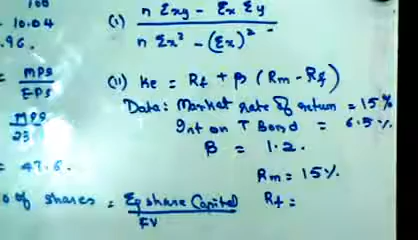 100
10.04
.96.
= MPS
EPS
MPS
23
= 47.6.
o of shares = Eq share Capital
FV
(i) n Σxy - Σx Σy
n Σx² - (Σx)²
(ii) Ke = Rf + β (Rm - Rf)
Data: Market rate of return = 15%
Int on T Bond = 6.5%
β = 1.2.
Rm = 15%
Rf =